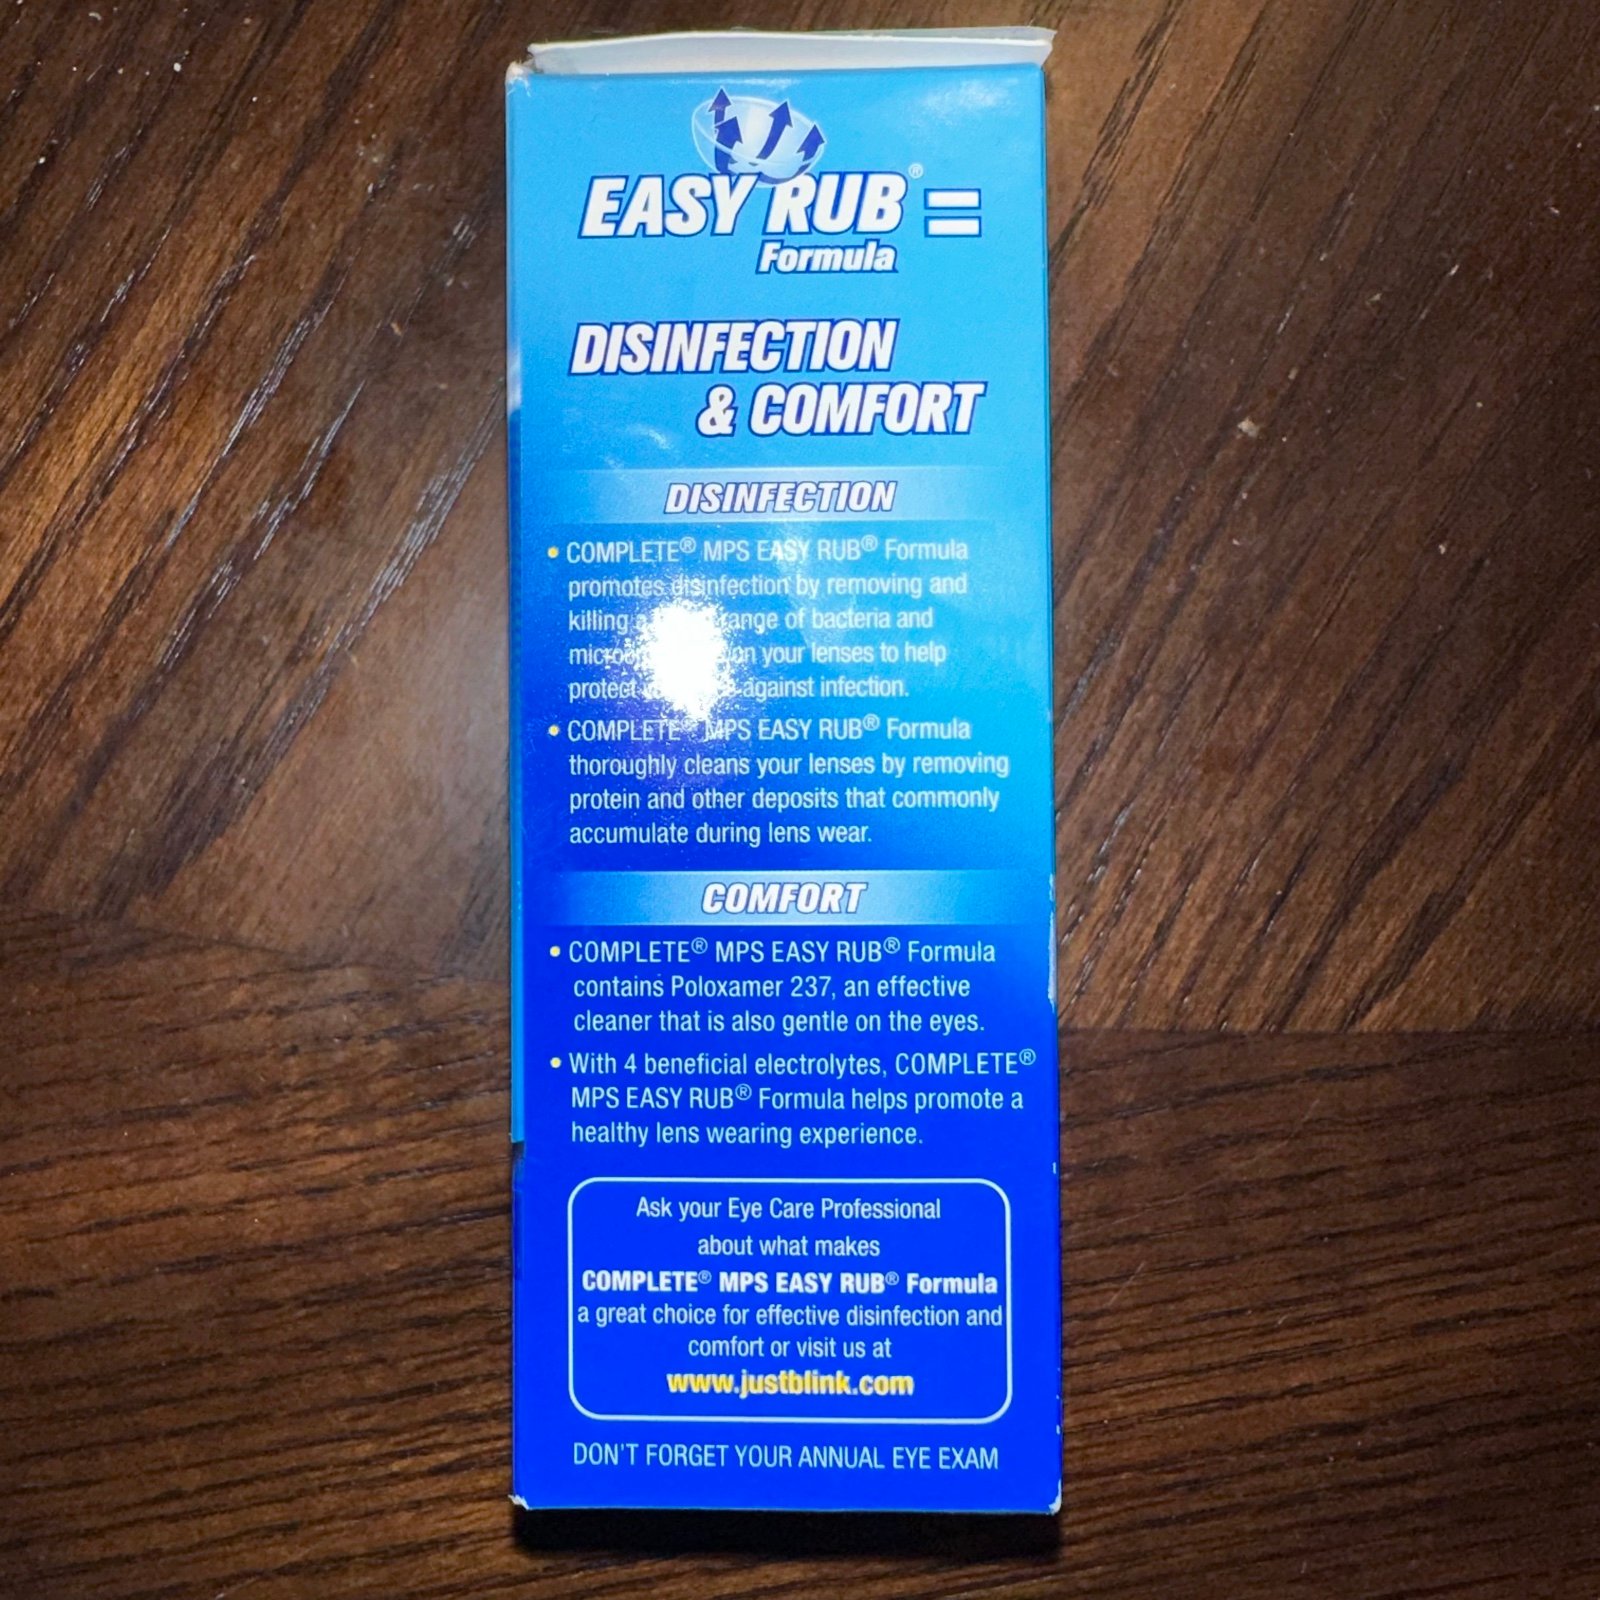 EASY RUB® =
Formula
DISINFECTION
& COMFORT
DISINFECTION
• COMPLETE® MPS EASY RUB® Formula
promotes disinfection by removing and
killing a range of bacteria and
on your lenses to help
protect against infection.
• COMPLETE® MPS EASY RUB® Formula
thoroughly cleans your lenses by removing
protein and other deposits that commonly
accumulate during lens wear.
COMFORT
• COMPLETE® MPS EASY RUB® Formula
contains Poloxamer 237, an effective
cleaner that is also gentle on the eyes.
• With 4 beneficial electrolytes, COMPLETE®
MPS EASY RUB® Formula helps promote a
healthy lens wearing experience.
Ask your Eye Care Professional
about what makes
COMPLETE® MPS EASY RUB® Formula
a great choice for effective disinfection and
comfort or visit us at
www.justblink.com
DON'T FORGET YOUR ANNUAL EYE EXAM